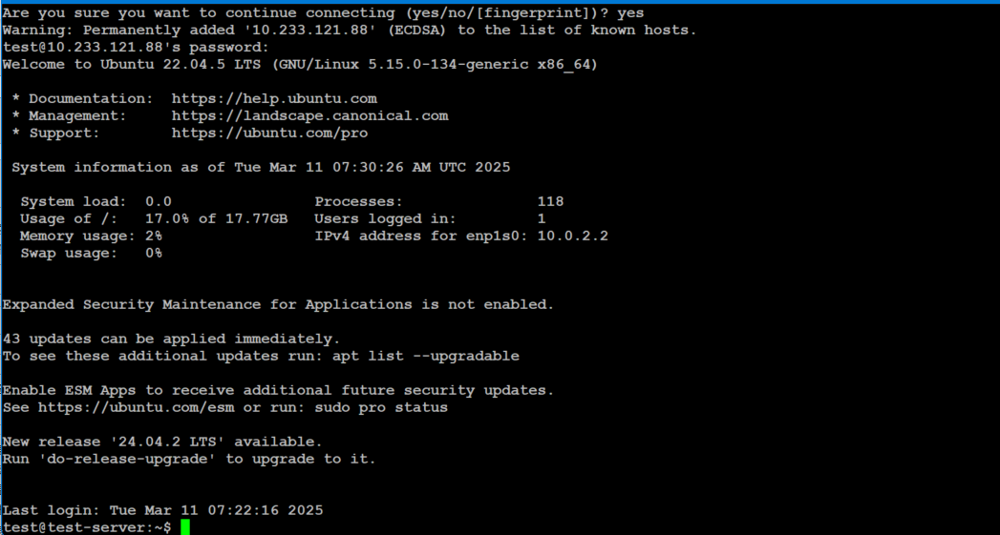 Are you sure you want to continue connecting (yes/no/[fingerprint])? yes
Warning: Permanently added '10.233.121.88' (ECDSA) to the list of known hosts.
test@10.233.121.88's password:
Welcome to Ubuntu 22.04.5 LTS (GNU/Linux 5.15.0-134-generic x86_64)

 * Documentation:  https://help.ubuntu.com
 * Management:     https://landscape.canonical.com
 * Support:        https://ubuntu.com/pro

 System information as of Tue Mar 11 07:30:26 AM UTC 2025

  System load:  0.0                Processes:               118
  Usage of /:   17.0% of 17.77GB   Users logged in:         1
  Memory usage: 2%                 IPv4 address for enp1s0: 10.0.2.2
  Swap usage:   0%

Expanded Security Maintenance for Applications is not enabled.

43 updates can be applied immediately.
To see these additional updates run: apt list --upgradable

Enable ESM Apps to receive additional future security updates.
See https://ubuntu.com/esm or run: sudo pro status

New release '24.04.2 LTS' available.
Run 'do-release-upgrade' to upgrade to it.

Last login: Tue Mar 11 07:22:16 2025
test@test-server:~$